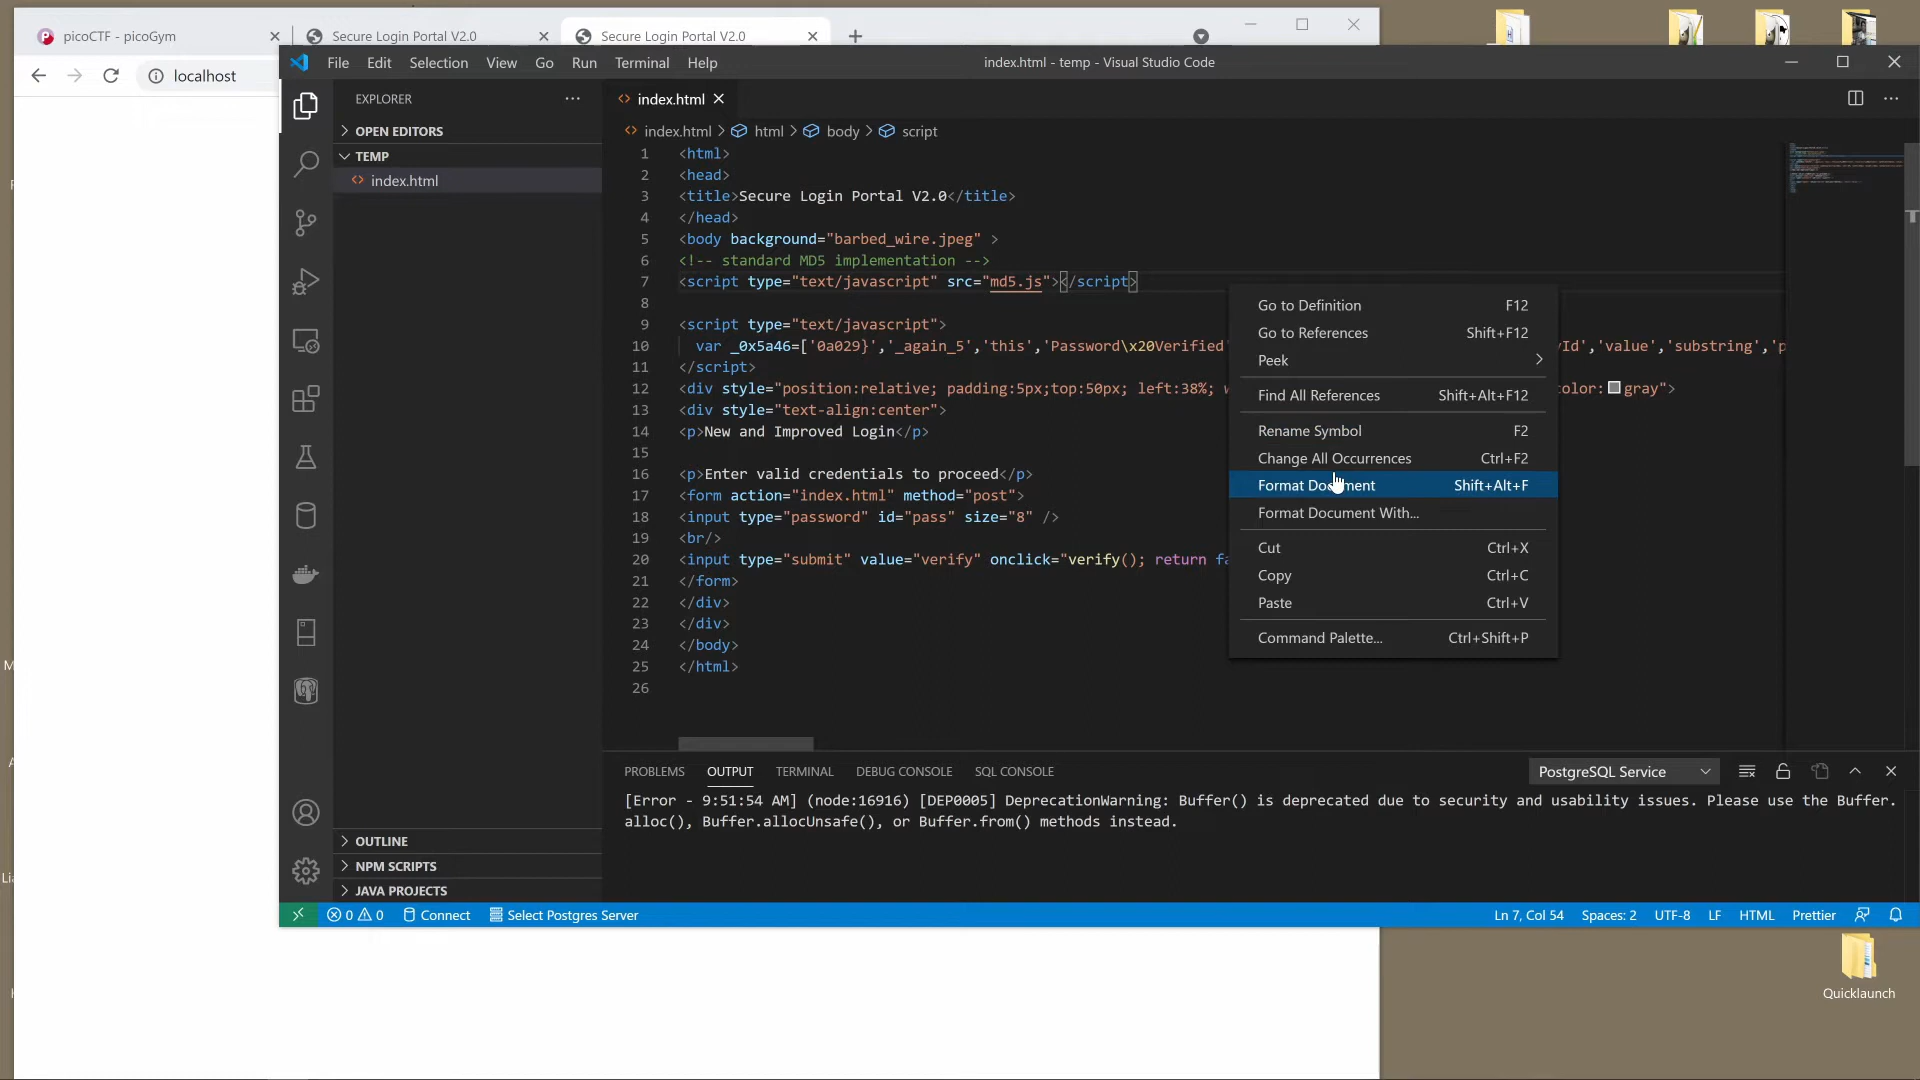 picoCTF - picoGym
Secure Login Portal V2.0
Secure Login Portal V2.0
localhost
File Edit Selection View Go Run Terminal Help
index.html - temp - Visual Studio Code
EXPLORER
OPEN EDITORS
TEMP
index.html
OUTLINE
NPM SCRIPTS
JAVA PROJECTS
index.html
index.html > html > body > script
1 <html>
2 <head>
3 <title>Secure Login Portal V2.0</title>
4 </head>
5 <body background="barbed_wire.jpeg" >
6 <!-- standard MD5 implementation -->
7 <script type="text/javascript" src="md5.js"></script>
8
9 <script type="text/javascript">
10 var _0x5a46=['0a029}','_again_5','this','Password\x20Verified' Id','value','substring','p
11 </script>
12 <div style="position:relative; padding:5px;top:50px; left:38%; color: gray">
13 <div style="text-align:center">
14 <p>New and Improved Login</p>
15
16 <p>Enter valid credentials to proceed</p>
17 <form action="index.html" method="post">
18 <input type="password" id="pass" size="8" />
19 <br/>
20 <input type="submit" value="verify" onclick="verify(); return fa
21 </form>
22 </div>
23 </div>
24 </body>
25 </html>
26
Go to Definition F12
Go to References Shift+F12
Peek
Find All References Shift+Alt+F12
Rename Symbol F2
Change All Occurrences Ctrl+F2
Format Document Shift+Alt+F
Format Document With...
Cut Ctrl+X
Copy Ctrl+C
Paste Ctrl+V
Command Palette... Ctrl+Shift+P
PROBLEMS OUTPUT TERMINAL DEBUG CONSOLE SQL CONSOLE
PostgreSQL Service
[Error - 9:51:54 AM] (node:16916) [DEP0005] DeprecationWarning: Buffer() is deprecated due to security and usability issues. Please use the Buffer.
alloc(), Buffer.allocUnsafe(), or Buffer.from() methods instead.
0 0 Connect Select Postgres Server
Ln 7, Col 54 Spaces: 2 UTF-8 LF HTML Prettier
Quicklaunch